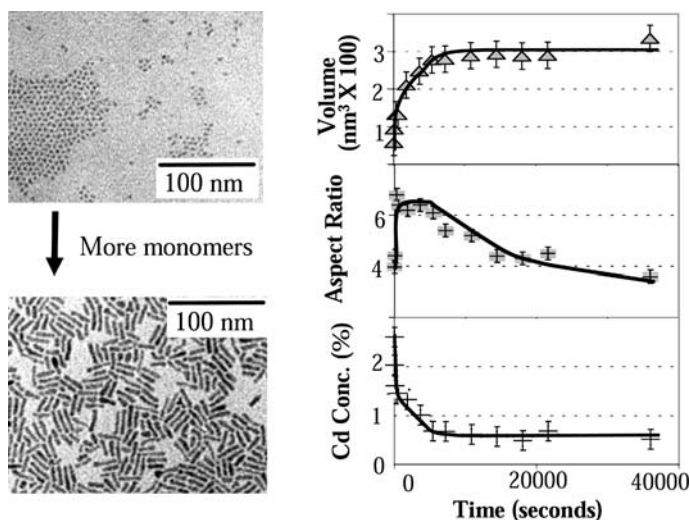 100 nm
More monomers
100 nm
Volume
(nm³ X 100)
3
2
1
Aspect Ratio
6
4
Cd Conc. (%)
2
1
0
0 20000 40000
Time (seconds)